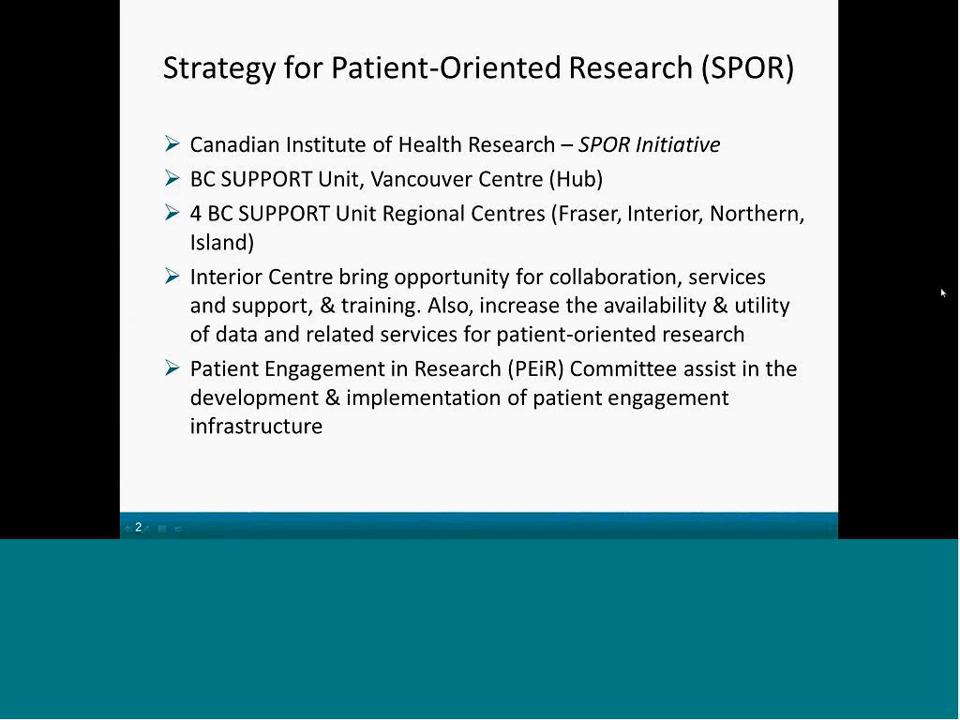 Strategy for Patient-Oriented Research (SPOR)
Canadian Institute of Health Research – SPOR Initiative
BC SUPPORT Unit, Vancouver Centre (Hub)
4 BC SUPPORT Unit Regional Centres (Fraser, Interior, Northern,
Island)
Interior Centre bring opportunity for collaboration, services
and support, & training. Also, increase the availability & utility
of data and related services for patient-oriented research
Patient Engagement in Research (PEiR) Committee assist in the
development & implementation of patient engagement
infrastructure
2